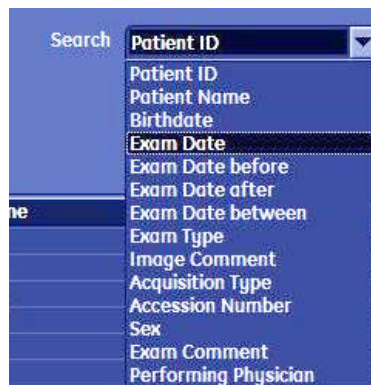 Search Patient ID
Patient ID
Patient Name
Birthdate
Exam Date
Exam Date before
Exam Date after
Exam Date between
Exam Type
Image Comment
Acquisition Type
Accession Number
Sex
Exam Comment
Performing Physician